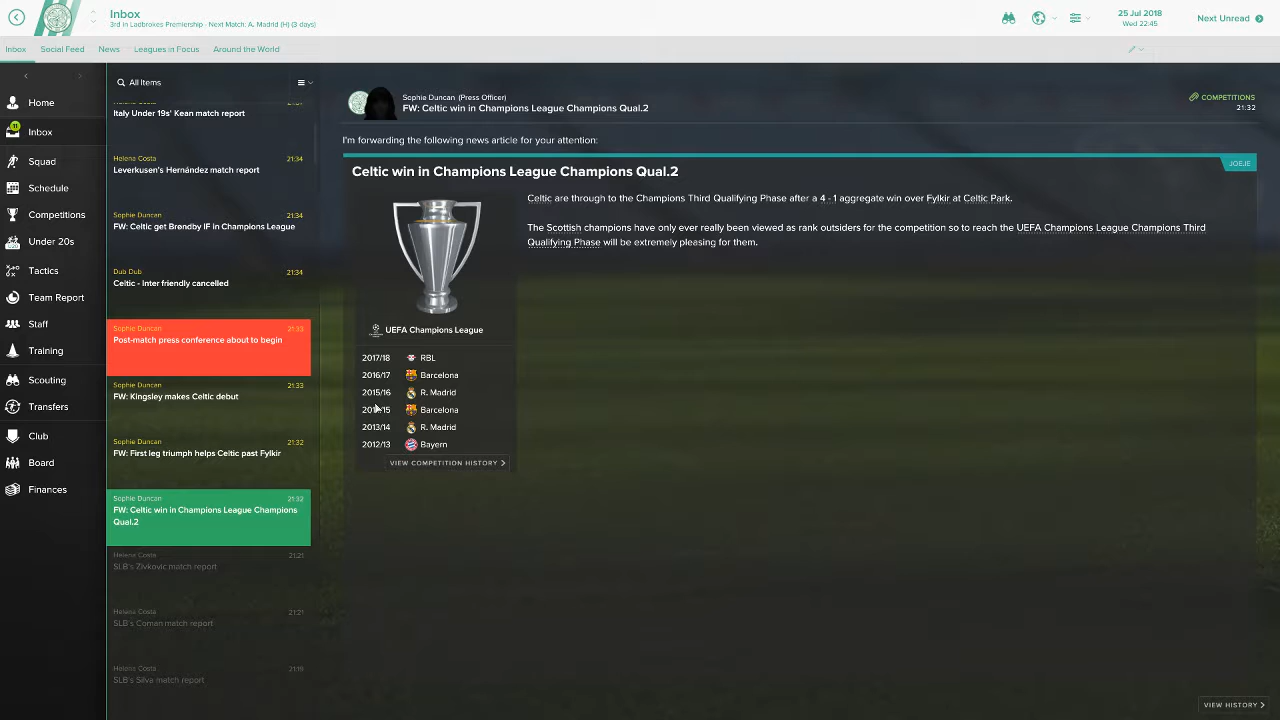 Inbox
3rd in Ladbrokes Premiership - Next Match: A. Madrid (H) (3 days)
25 Jul 2018
Wed 22:45
Next Unread
Inbox
Social Feed
News
Leagues in Focus
Around the World
Home
11
Inbox
Squad
Schedule
Competitions
Under 20s
Tactics
Team Report
Staff
Training
Scouting
Transfers
Club
Board
Finances
All Items
Helena Costa
Italy Under 19s' Kean match report
Helena Costa 21:34
Leverkusen's Hernández match report
Sophie Duncan 21:34
FW: Celtic get Brendby IF in Champions League
Dub Dub 21:34
Celtic - Inter friendly cancelled
Sophie Duncan 21:33
Post-match press conference about to begin
Sophie Duncan 21:33
FW: Kingsley makes Celtic debut
Sophie Duncan 21:32
FW: First leg triumph helps Celtic past Fylkir
Sophie Duncan 21:32
FW: Celtic win in Champions League Champions
Qual.2
Helena Costa 21:21
SLB's Zivkovic match report
Helena Costa 21:21
SLB's Coman match report
Helena Costa 21:19
SLB's Silva match report
Sophie Duncan (Press Officer)
FW: Celtic win in Champions League Champions Qual.2
COMPETITIONS
21:32
I'm forwarding the following news article for your attention:
JOE.IE
Celtic win in Champions League Champions Qual.2
Celtic are through to the Champions Third Qualifying Phase after a 4 - 1 aggregate win over Fylkir at Celtic Park.
The Scottish champions have only ever really been viewed as rank outsiders for the competition so to reach the UEFA Champions League Champions Third
Qualifying Phase will be extremely pleasing for them.
UEFA Champions League
2017/18 RBL
2016/17 Barcelona
2015/16 R. Madrid
Barcelona
2013/14 R. Madrid
2012/13 Bayern
VIEW COMPETITION HISTORY
VIEW HISTORY